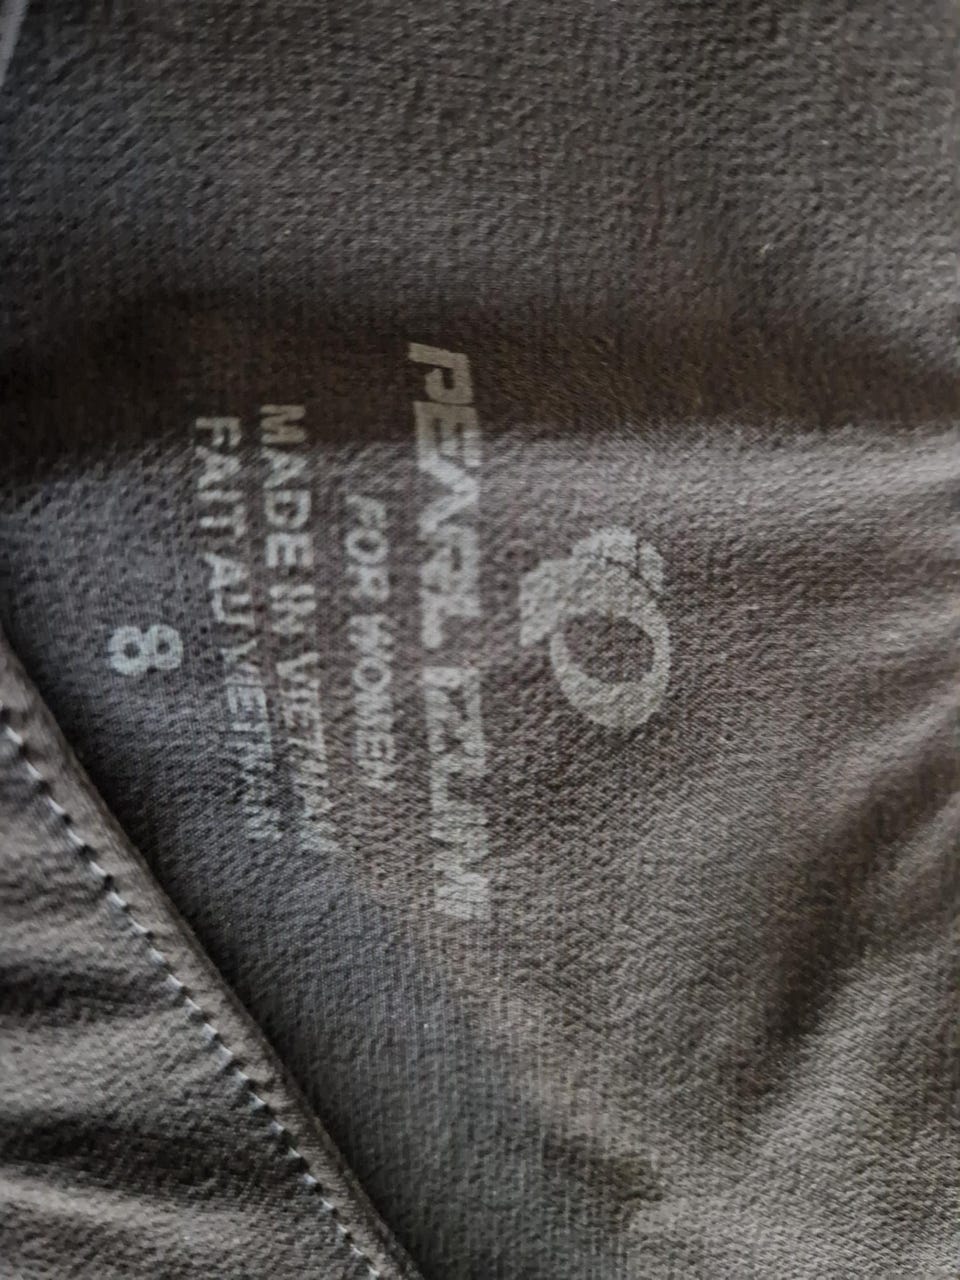 PEARL IZUMI
FOR WOMEN
MADE IN VIETNAM
FAIT AU VIETNAM
8